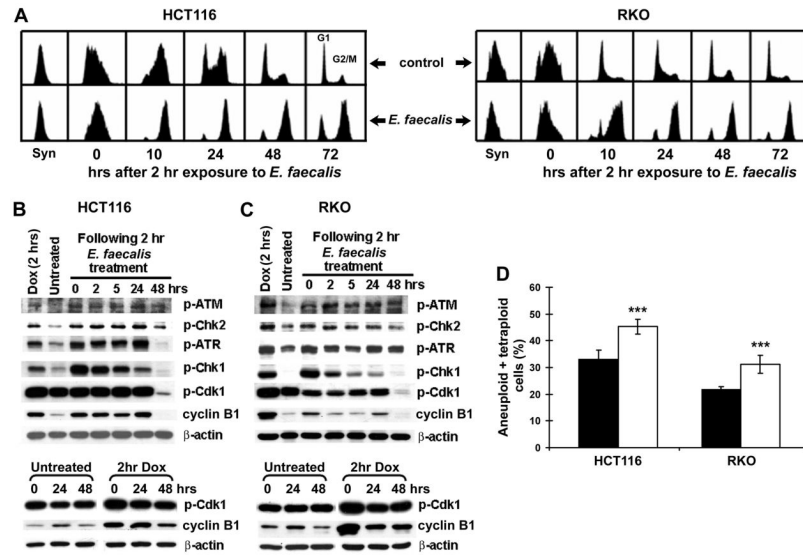 A
HCT116
RKO
G1
G2/M
control
E. faecalis
Syn 0 10 24 48 72
hrs after 2 hr exposure to E. faecalis
Syn 0 10 24 48 72
hrs after 2 hr exposure to E. faecalis
B
HCT116
Dox (2 hrs)
Untreated
Following 2 hr
E. faecalis
treatment
0 2 5 24 48 hrs
p-ATM
p-Chk2
p-ATR
p-Chk1
p-Cdk1
cyclin B1
β-actin
Untreated 2hr Dox
0 24 48 0 24 48 hrs
p-Cdk1
cyclin B1
β-actin
C
RKO
Dox (2 hrs)
Untreated
Following 2 hr
E. faecalis
treatment
0 2 5 24 48 hrs
p-ATM
p-Chk2
p-ATR
p-Chk1
p-Cdk1
cyclin B1
β-actin
Untreated 2hr Dox
0 24 48 0 24 48 hrs
p-Cdk1
cyclin B1
β-actin
D
Aneuploid + tetraploid
cells (%)
60
50
40
30
20
10
0
***
***
HCT116 RKO